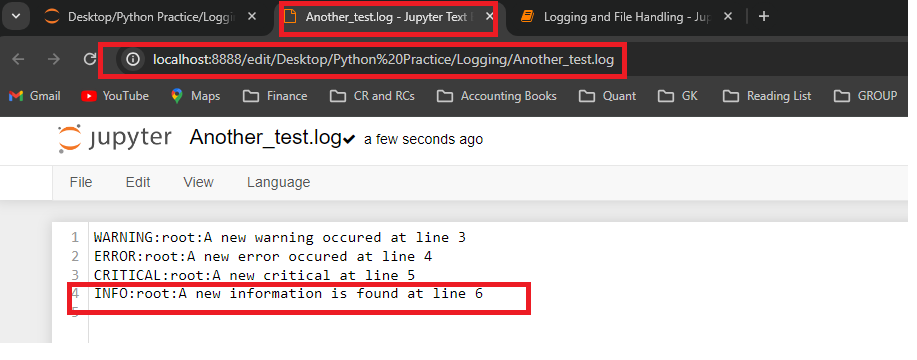 Desktop/Python Practice/Loggi
Another_test.log - Jupyter Text
Logging and File Handling - Jup
localhost:8888/edit/Desktop/Python%20Practice/Logging/Another_test.log
Gmail YouTube Maps Finance CR and RCs Accounting Books Quant GK Reading List GROUP
jupyter Another_test.log a few seconds ago
File Edit View Language
1 WARNING:root:A new warning occured at line 3
2 ERROR:root:A new error occured at line 4
3 CRITICAL:root:A new critical at line 5
4 INFO:root:A new information is found at line 6
5